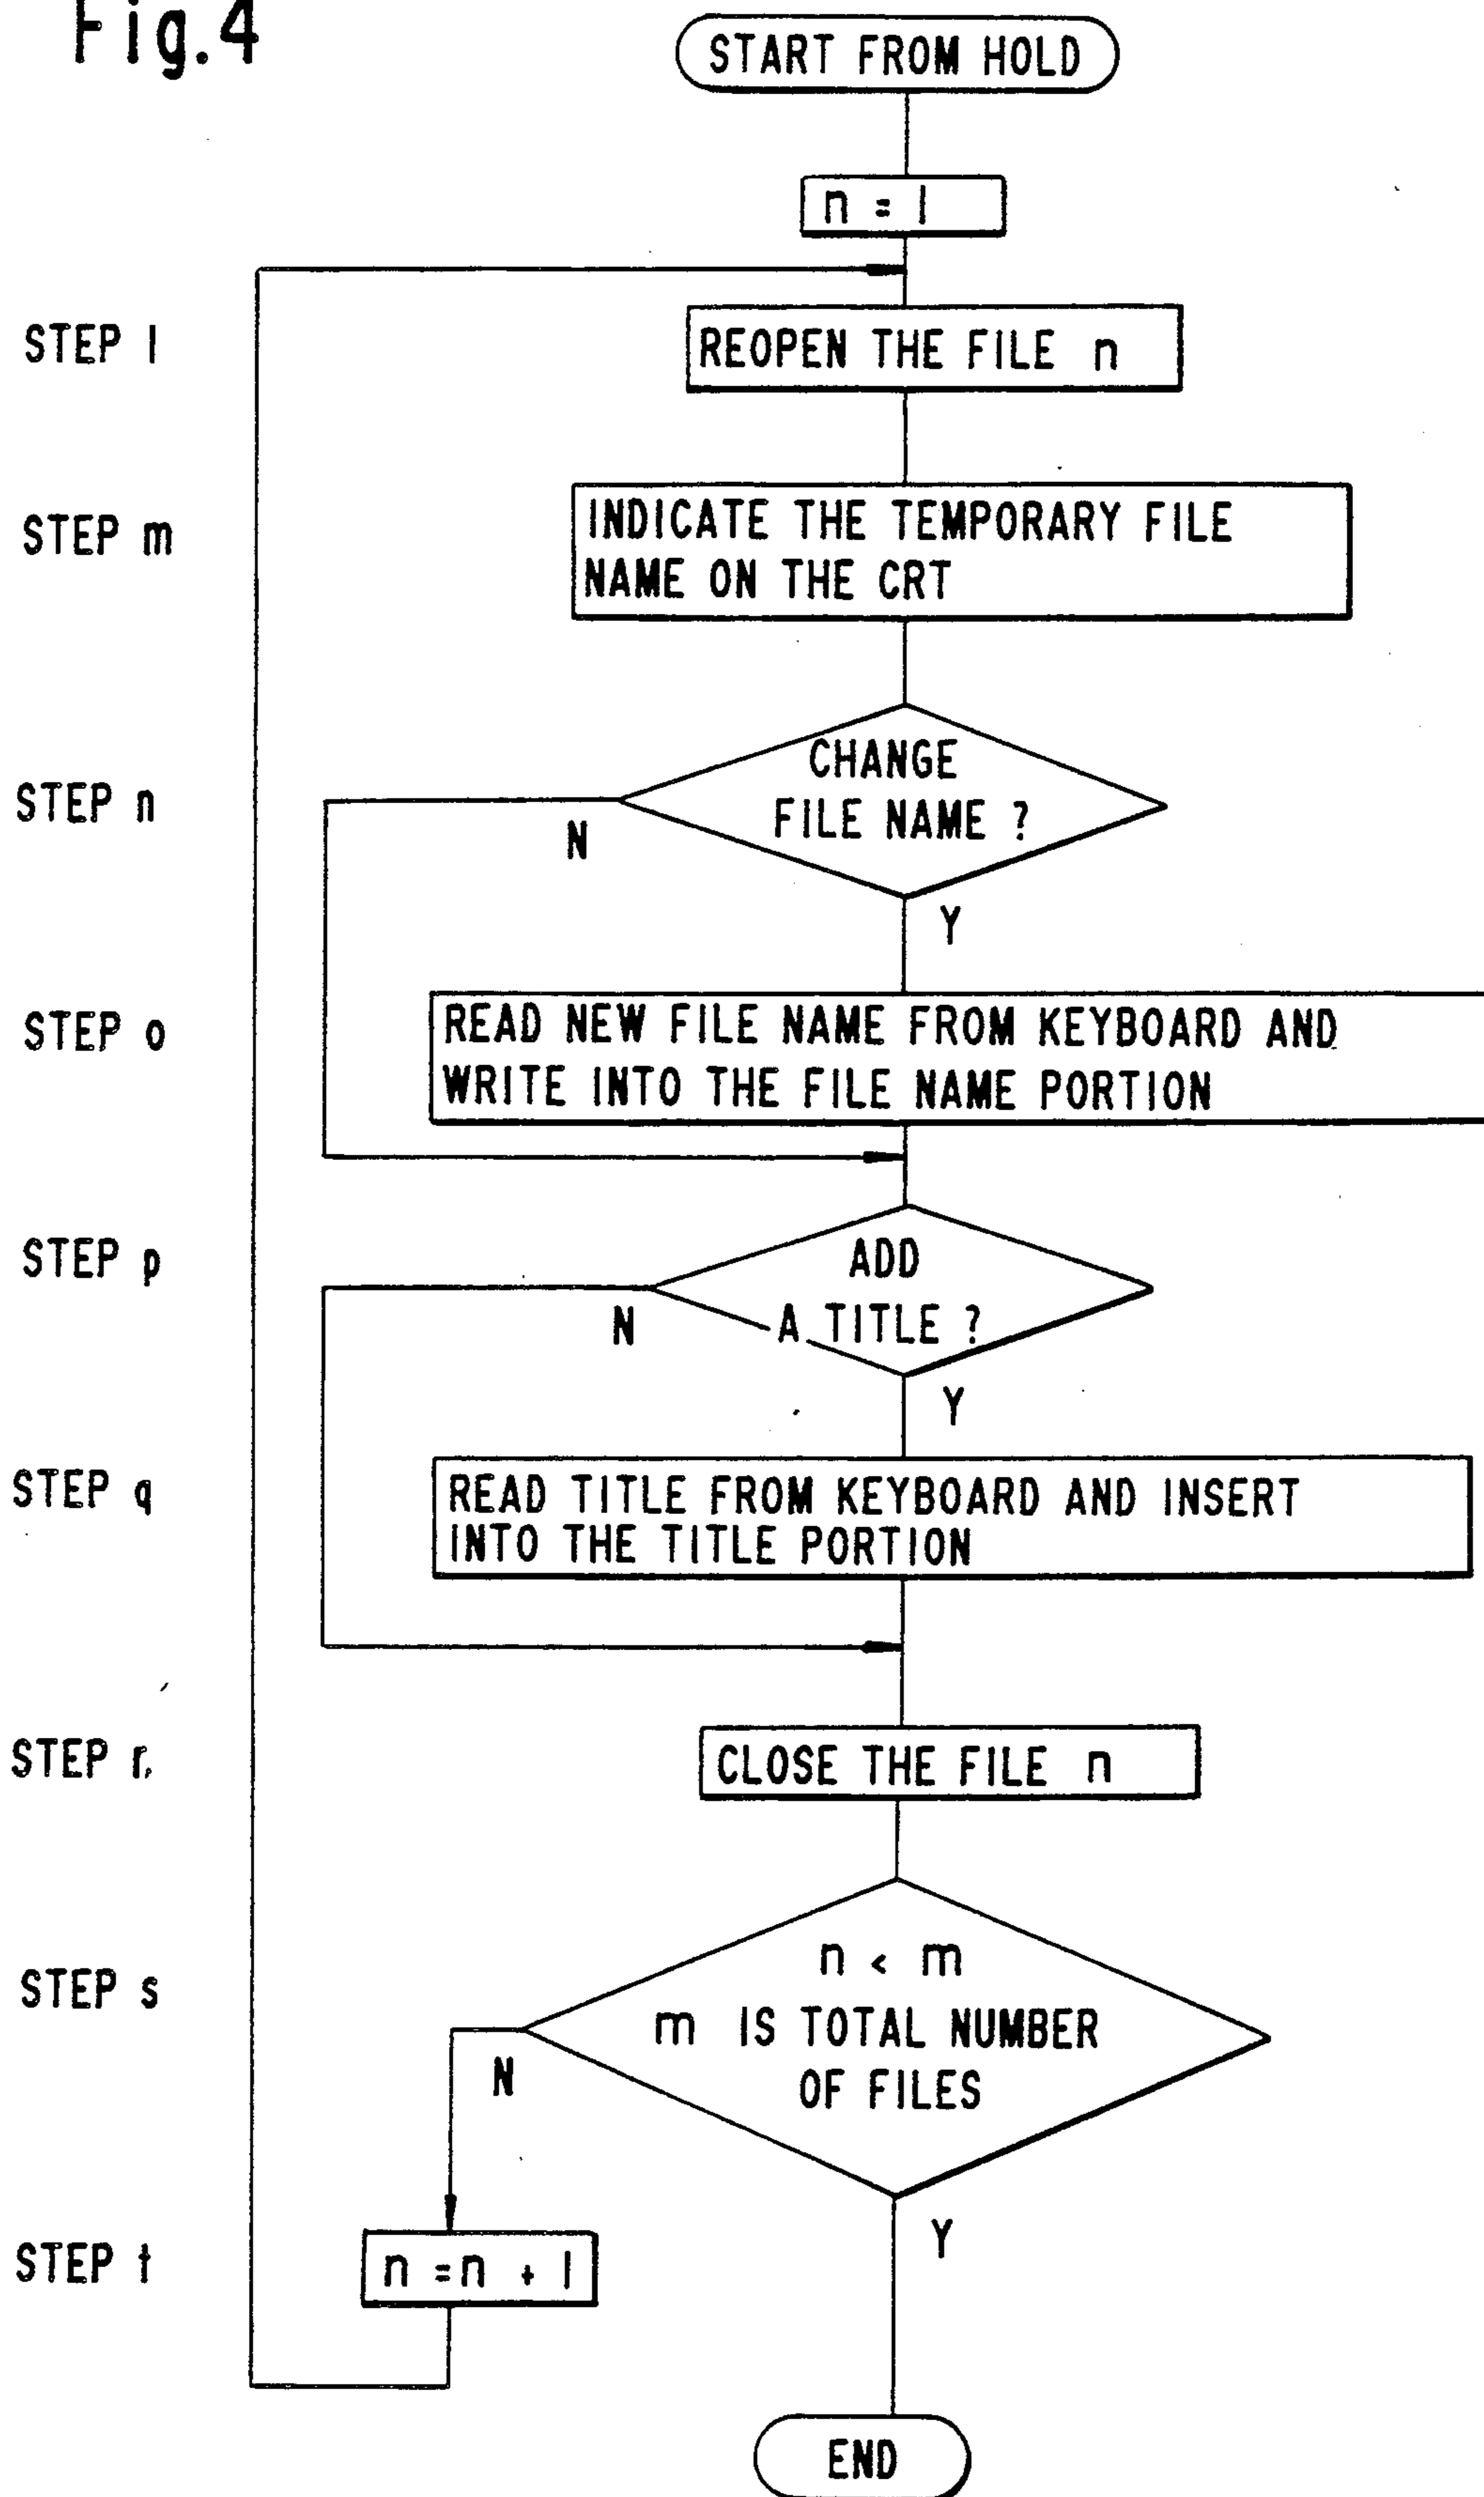 Fig.4
START FROM HOLD
n = 1
STEP l
REOPEN THE FILE n
STEP m
INDICATE THE TEMPORARY FILE
NAME ON THE CRT
STEP n
CHANGE
FILE NAME ?
N
Y
STEP o
READ NEW FILE NAME FROM KEYBOARD AND
WRITE INTO THE FILE NAME PORTION
STEP p
ADD
A TITLE ?
N
Y
STEP q
READ TITLE FROM KEYBOARD AND INSERT
INTO THE TITLE PORTION
STEP r
CLOSE THE FILE n
STEP s
n < m
m IS TOTAL NUMBER
OF FILES
N
Y
STEP t
n = n + 1
END